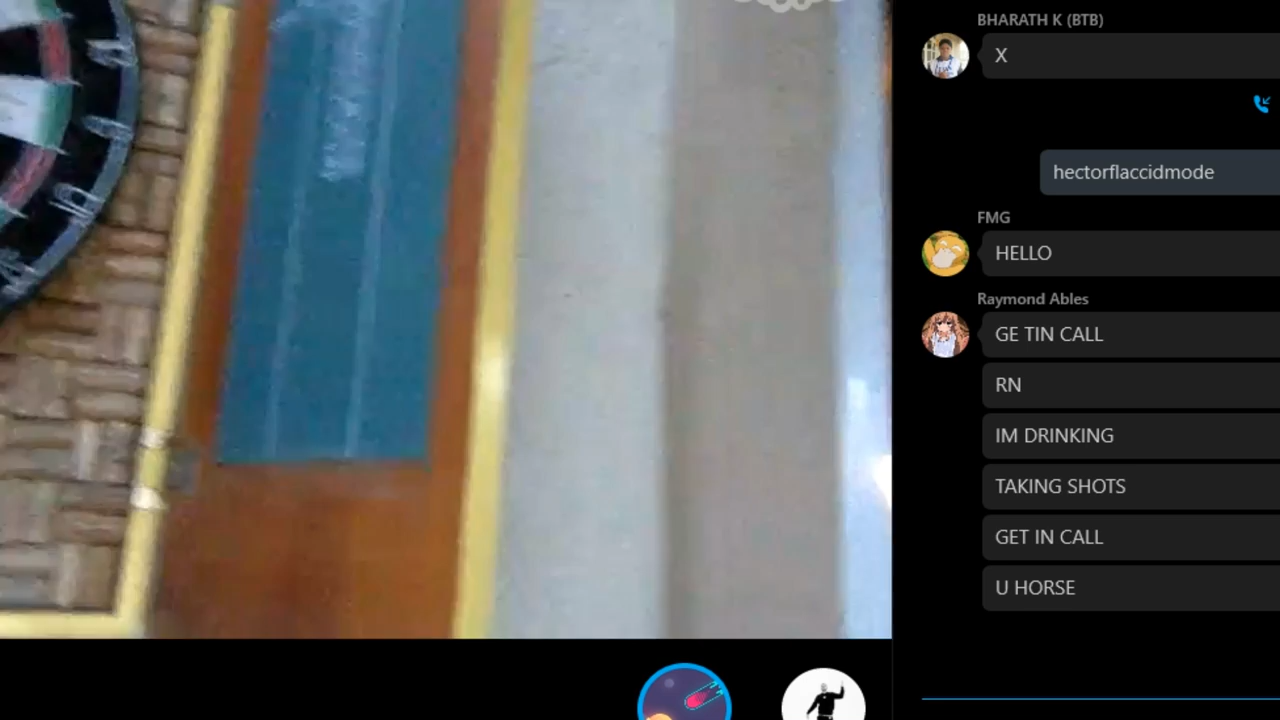 BHARATH K (BTB)
X
hectorflaccidmode
FMG
HELLO
Raymond Ables
GE TIN CALL
RN
IM DRINKING
TAKING SHOTS
GET IN CALL
U HORSE